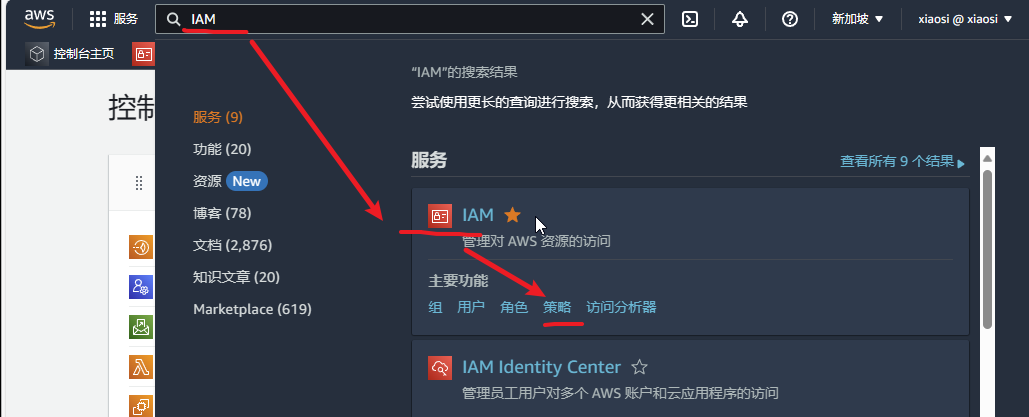 aws 服务 IAM 新加坡 xiaosi @ xiaosi
控制台主页
“IAM”的搜索结果
尝试使用更长的查询进行搜索，从而获得更相关的结果
控制
服务 (9)
功能 (20)
资源 New
博客 (78)
文档 (2,876)
知识文章 (20)
Marketplace (619)
服务 查看所有 9 个结果
IAM
管理对 AWS 资源的访问
主要功能
组 用户 角色 策略 访问分析器
IAM Identity Center
管理员工用户对多个 AWS 账户和云应用程序的访问